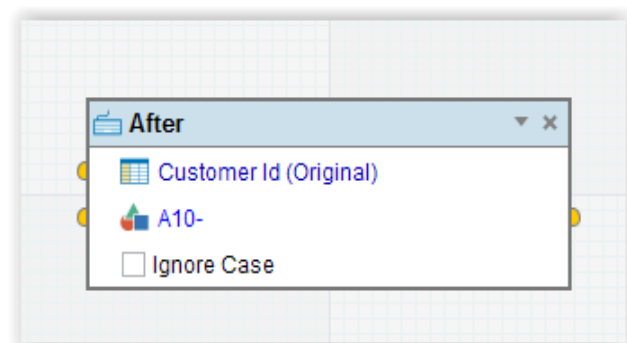 After
Customer Id (Original)
A10-
Ignore Case